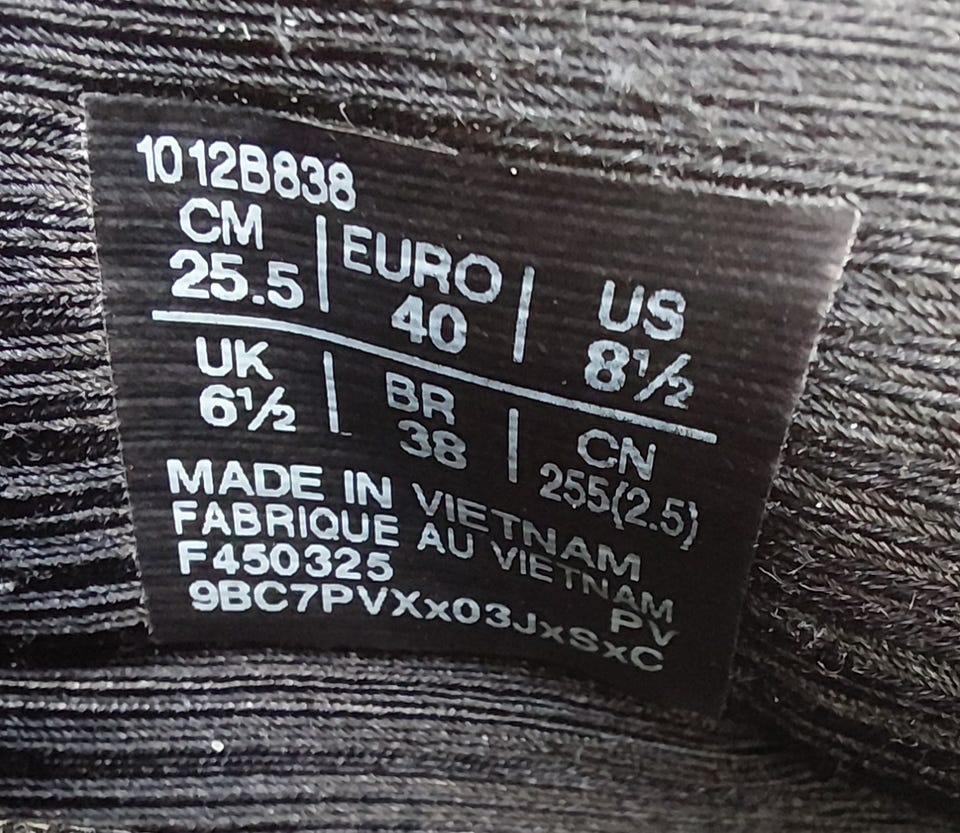 1012B838
CM | EURO | US
25.5 | 40 | 8½
UK | BR | CN
6½ | 38 | 255(2.5)
MADE IN VIETNAM
FABRIQUE AU VIETNAM
F450325 PV
9BC7PVXx03JxSxC